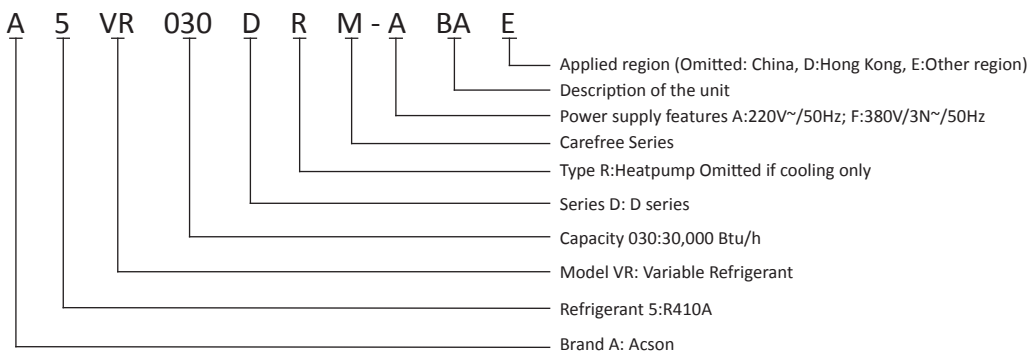 A 5 VR 030 D R M - A BA E
Applied region (Omitted: China, D:Hong Kong, E:Other region)
Description of the unit
Power supply features A:220V~/50Hz; F:380V/3N~/50Hz
Carefree Series
Type R:Heatpump Omitted if cooling only
Series D: D series
Capacity 030:30,000 Btu/h
Model VR: Variable Refrigerant
Refrigerant 5:R410A
Brand A: Acson